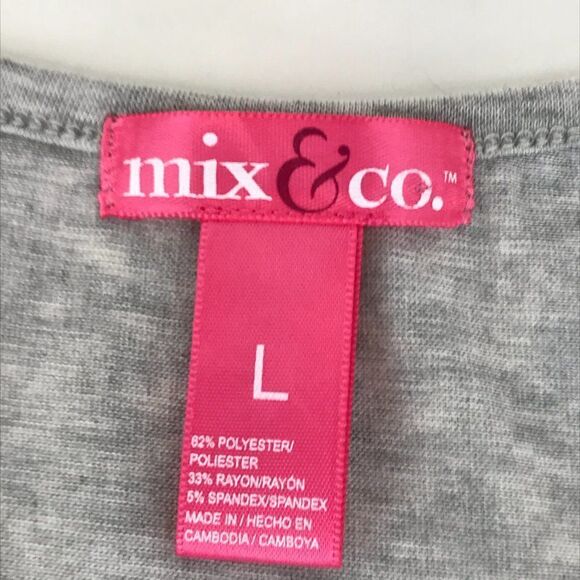 mix & co.™
L
62% POLYESTER/
POLIESTER
33% RAYON/RAYÓN
5% SPANDEX/SPANDEX
MADE IN / HECHO EN
CAMBODIA / CAMBOYA